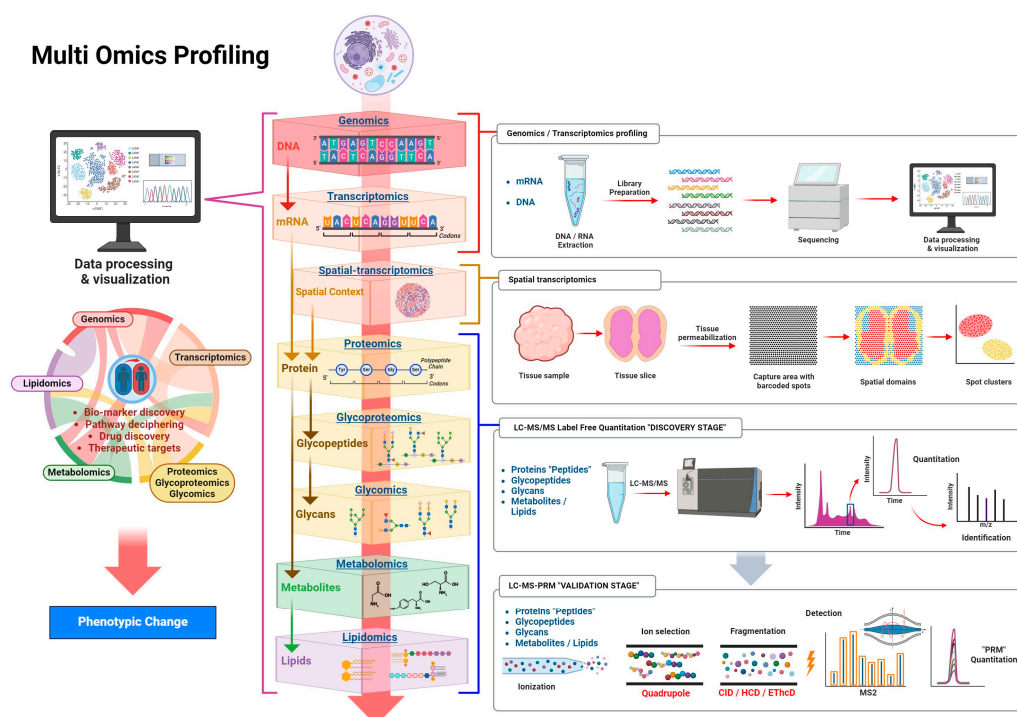 Multi Omics Profiling
Data processing
& visualization
Genomics
Transcriptomics
Lipidomics
Bio-marker discovery
Pathway deciphering
Drug discovery
Therapeutic targets
Metabolomics
Proteomics
Glycoproteomics
Glycomics
Phenotypic Change
Genomics
DNA
3' 5'
A T G A G T C C A A G T
T A C T C A G G T T C A
5' 3'
Transcriptomics
mRNA
U A C U C A G G U U C A
5' 3'
Codons
Spatial-transcriptomics
Spatial Context
Proteomics
Protein
Polypeptide
Chain
Tyr Ser Gly Ser
5' 3'
Codons
Glycoproteomics
Glycopeptides
Glycomics
Glycans
Metabolomics
Metabolites
Lipidomics
Lipids
Genomics / Transcriptomics profiling
mRNA
DNA
DNA / RNA
Extraction
Library
Preparation
Sequencing
Data processing
& visualization
Spatial transcriptomics
Tissue sample
Tissue slice
Tissue
permeabilization
Capture area with
barcoded spots
Spatial domains
Spot clusters
LC-MS/MS Label Free Quantitation "DISCOVERY STAGE"
Proteins "Peptides"
Glycopeptides
Glycans
Metabolites /
Lipids
LC-MS/MS
Intensity
Time
Intensity
Time
Quantitation
Intensity
m/z
Identification
LC-MS-PRM "VALIDATION STAGE"
Proteins "Peptides"
Glycopeptides
Glycans
Metabolites / Lipids
Ionization
Ion selection
Quadrupole
Fragmentation
CID / HCD / EThcD
Detection
MS2
"PRM"
Quantitation